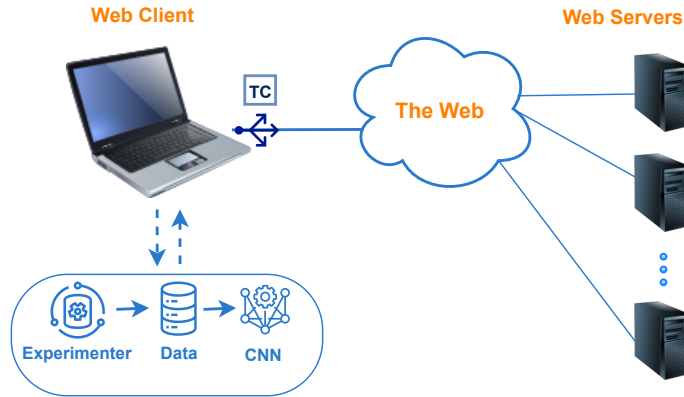 Web Client
Web Servers
TC
The Web
Experimenter
Data
CNN